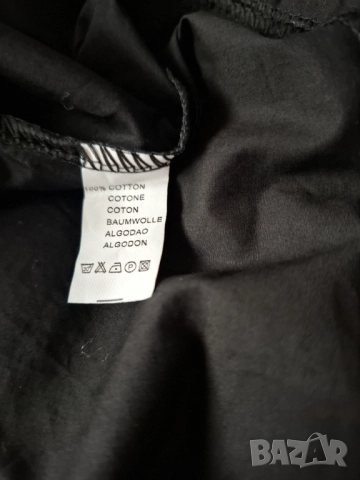 100% COTTON
COTONE
COTON
BAUMWOLLE
ALGODAO
ALGODON
P
BAZAR